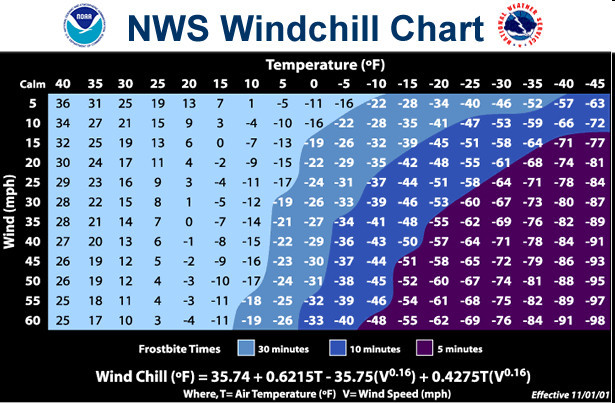 NOAA
NWS Windchill Chart
NATIONAL WEATHER SERVICE
Temperature (ºF)
Calm 40 35 30 25 20 15 10 5 0 -5 -10 -15 -20 -25 -30 -35 -40 -45
5 36 31 25 19 13 7 1 -5 -11 -16 -22 -28 -34 -40 -46 -52 -57 -63
10 34 27 21 15 9 3 -4 -10 -16 -22 -28 -35 -41 -47 -53 -59 -66 -72
15 32 25 19 13 6 0 -7 -13 -19 -26 -32 -39 -45 -51 -58 -64 -71 -77
20 30 24 17 11 4 -2 -9 -15 -22 -29 -35 -42 -48 -55 -61 -68 -74 -81
25 29 23 16 9 3 -4 -11 -17 -24 -31 -37 -44 -51 -58 -64 -71 -78 -84
30 28 22 15 8 1 -5 -12 -19 -26 -33 -39 -46 -53 -60 -67 -73 -80 -87
35 28 21 14 7 0 -7 -14 -21 -27 -34 -41 -48 -55 -62 -69 -76 -82 -89
40 27 20 13 6 -1 -8 -15 -22 -29 -36 -43 -50 -57 -64 -71 -78 -84 -91
45 26 19 12 5 -2 -9 -16 -23 -30 -37 -44 -51 -58 -65 -72 -79 -86 -93
50 26 19 12 4 -3 -10 -17 -24 -31 -38 -45 -52 -60 -67 -74 -81 -88 -95
55 25 18 11 4 -3 -11 -18 -25 -32 -39 -46 -54 -61 -68 -75 -82 -89 -97
60 25 17 10 3 -4 -11 -19 -26 -33 -40 -48 -55 -62 -69 -76 -84 -91 -98
Wind (mph)
Frostbite Times 30 minutes 10 minutes 5 minutes
Wind Chill (ºF) = 35.74 + 0.6215T - 35.75(V0.16) + 0.4275T(V0.16)
Where, T= Air Temperature (ºF) V= Wind Speed (mph) Effective 11/01/01